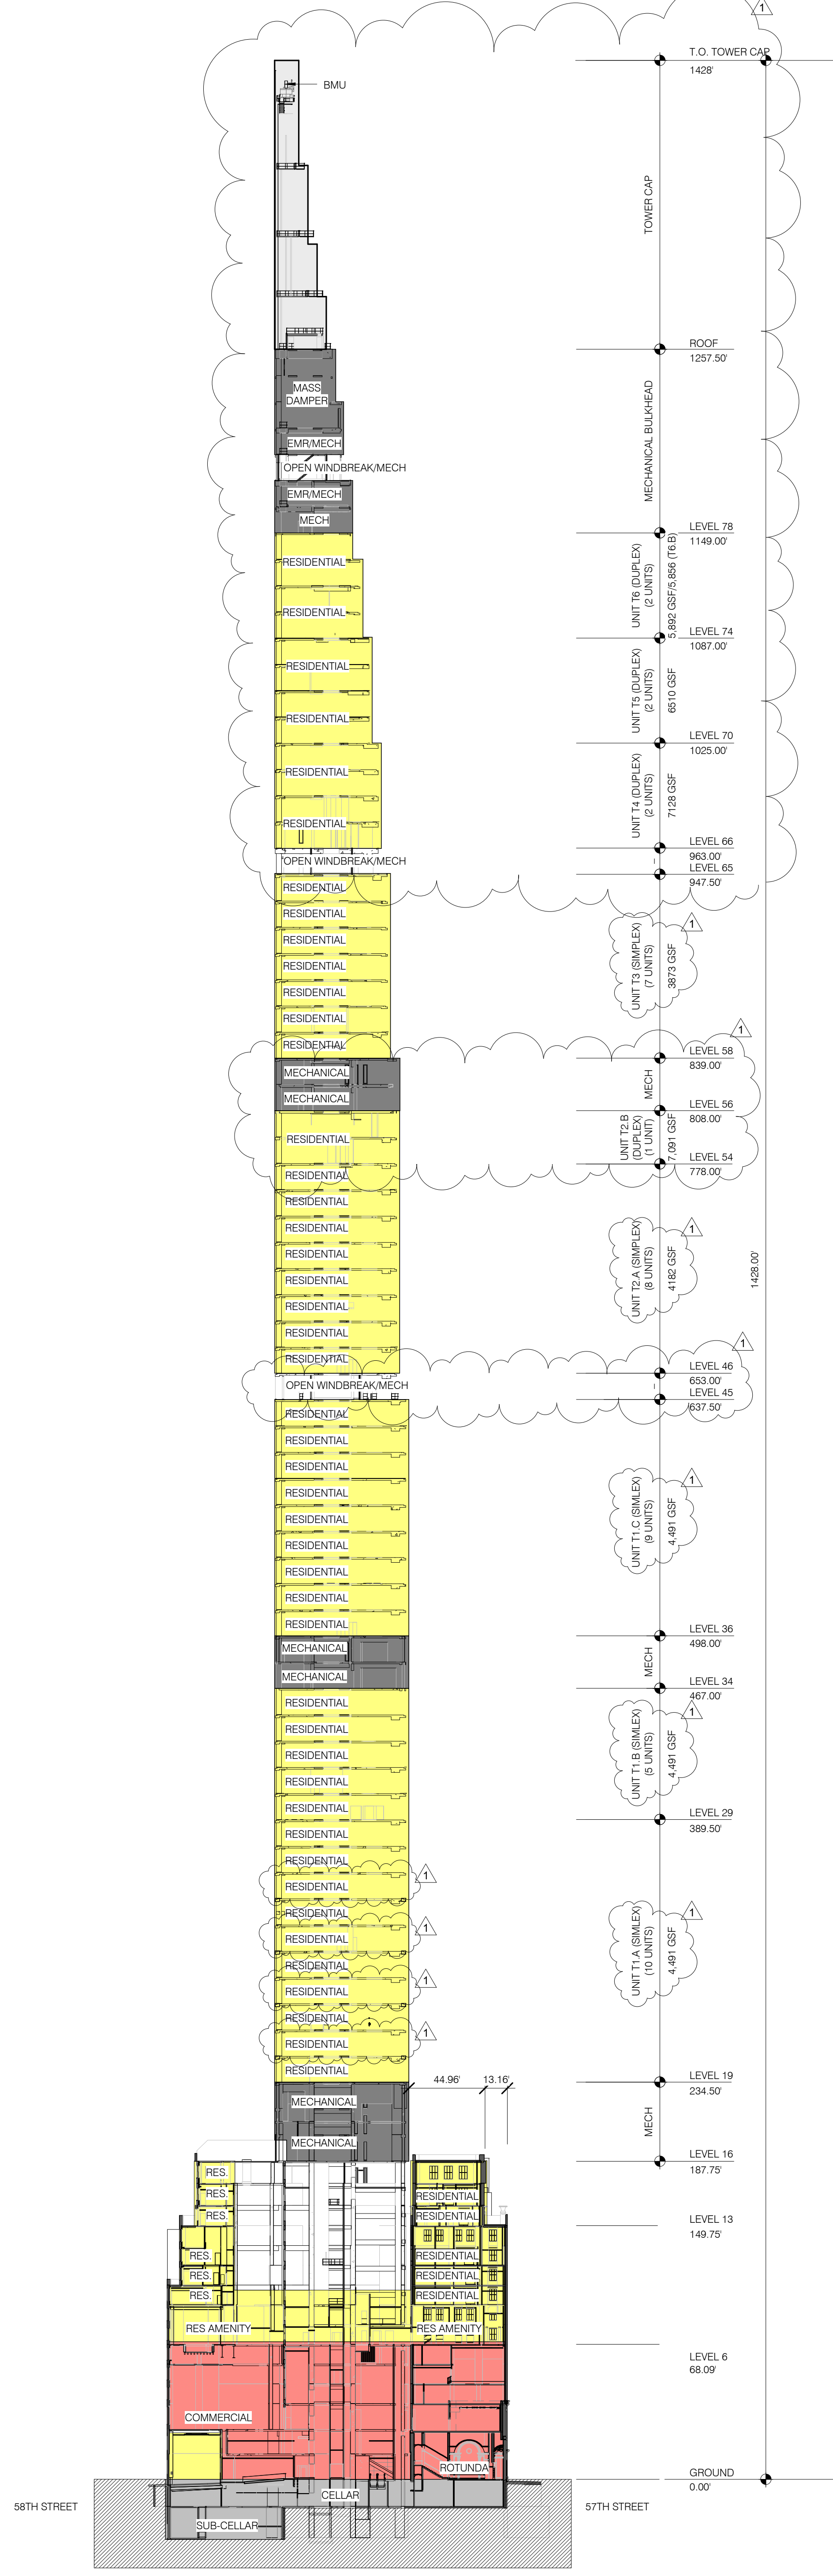 1
T.O. TOWER CAP
1428'
BMU
TOWER CAP
ROOF
1257.50'
MASS
DAMPER
EMR/MECH
OPEN WINDBREAK/MECH
EMR/MECH
MECH
MECHANICAL BULKHEAD
LEVEL 78
1149.00'
RESIDENTIAL
RESIDENTIAL
UNIT T6 (DUPLEX)
(2 UNITS)
5,892 GSF/5,856 (T6.B)
LEVEL 74
1087.00'
RESIDENTIAL
RESIDENTIAL
UNIT T5 (DUPLEX)
(2 UNITS)
6510 GSF
LEVEL 70
1025.00'
RESIDENTIAL
RESIDENTIAL
UNIT T4 (DUPLEX)
(2 UNITS)
7128 GSF
LEVEL 66
963.00'
OPEN WINDBREAK/MECH
LEVEL 65
947.50'
RESIDENTIAL
RESIDENTIAL
RESIDENTIAL
RESIDENTIAL
RESIDENTIAL
RESIDENTIAL
RESIDENTIAL
1
UNIT T3 (SIMPLEX)
(7 UNITS)
3873 GSF
1
LEVEL 58
839.00'
MECHANICAL
MECHANICAL
MECH
LEVEL 56
808.00'
RESIDENTIAL
UNIT T2.B
(DUPLEX)
(1 UNIT)
7,091 GSF
LEVEL 54
778.00'
RESIDENTIAL
RESIDENTIAL
RESIDENTIAL
RESIDENTIAL
RESIDENTIAL
RESIDENTIAL
RESIDENTIAL
RESIDENTIAL
1
UNIT T2.A (SIMPLEX)
(8 UNITS)
4182 GSF
1428.00'
1
LEVEL 46
653.00'
OPEN WINDBREAK/MECH
LEVEL 45
637.50'
RESIDENTIAL
RESIDENTIAL
RESIDENTIAL
RESIDENTIAL
RESIDENTIAL
RESIDENTIAL
RESIDENTIAL
RESIDENTIAL
RESIDENTIAL
1
UNIT T1.C (SIMLEX)
(9 UNITS)
4,491 GSF
LEVEL 36
498.00'
MECHANICAL
MECHANICAL
MECH
LEVEL 34
467.00'
RESIDENTIAL
RESIDENTIAL
RESIDENTIAL
RESIDENTIAL
RESIDENTIAL
1
UNIT T1.B (SIMLEX)
(5 UNITS)
4,491 GSF
LEVEL 29
389.50'
RESIDENTIAL
RESIDENTIAL
RESIDENTIAL
1
RESIDENTIAL
RESIDENTIAL
1
RESIDENTIAL
RESIDENTIAL
1
RESIDENTIAL
RESIDENTIAL
1
RESIDENTIAL
1
UNIT T1.A (SIMLEX)
(10 UNITS)
4,491 GSF
LEVEL 19
234.50'
44.96'
13.16'
MECHANICAL
MECHANICAL
MECH
LEVEL 16
187.75'
RES.
RES.
RESIDENTIAL
RES.
RESIDENTIAL
LEVEL 13
149.75'
RES.
RESIDENTIAL
RES.
RESIDENTIAL
RES.
RESIDENTIAL
RES AMENITY
RES AMENITY
LEVEL 6
68.09'
COMMERCIAL
ROTUNDA
GROUND
0.00'
CELLAR
58TH STREET
57TH STREET
SUB-CELLAR